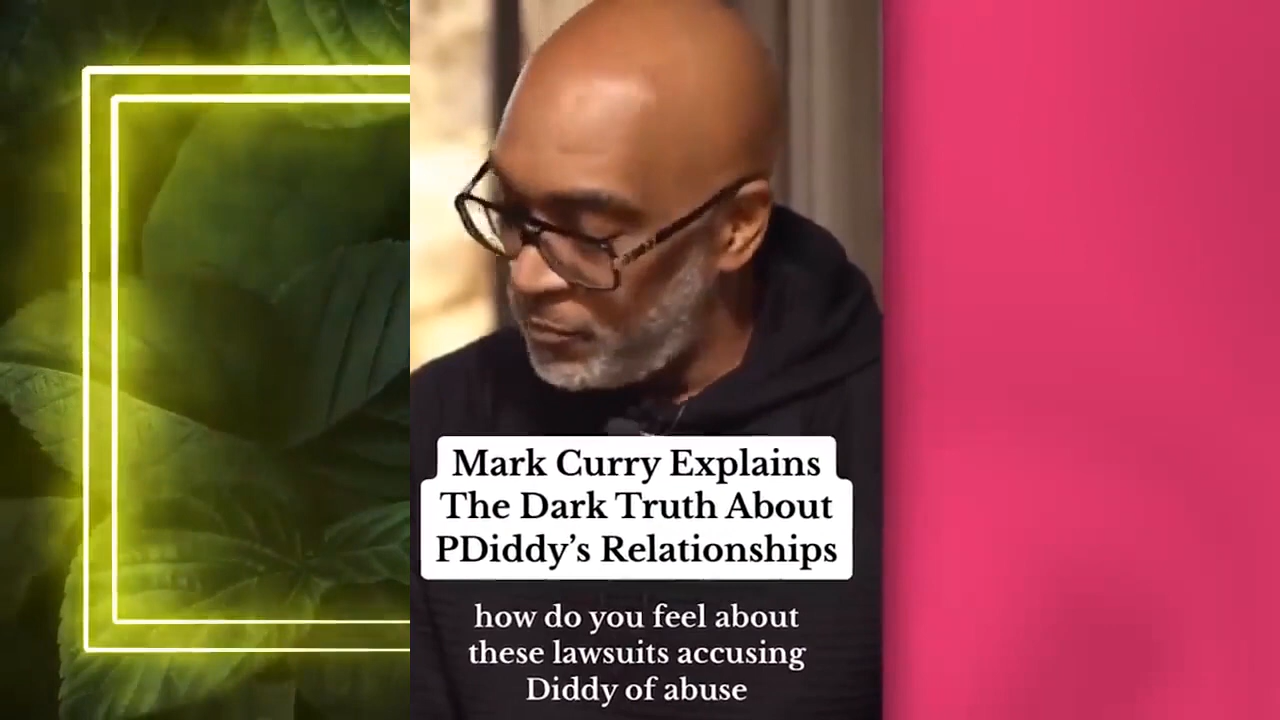 Mark Curry Explains
The Dark Truth About
PDiddy’s Relationships
how do you feel about
these lawsuits accusing
Diddy of abuse